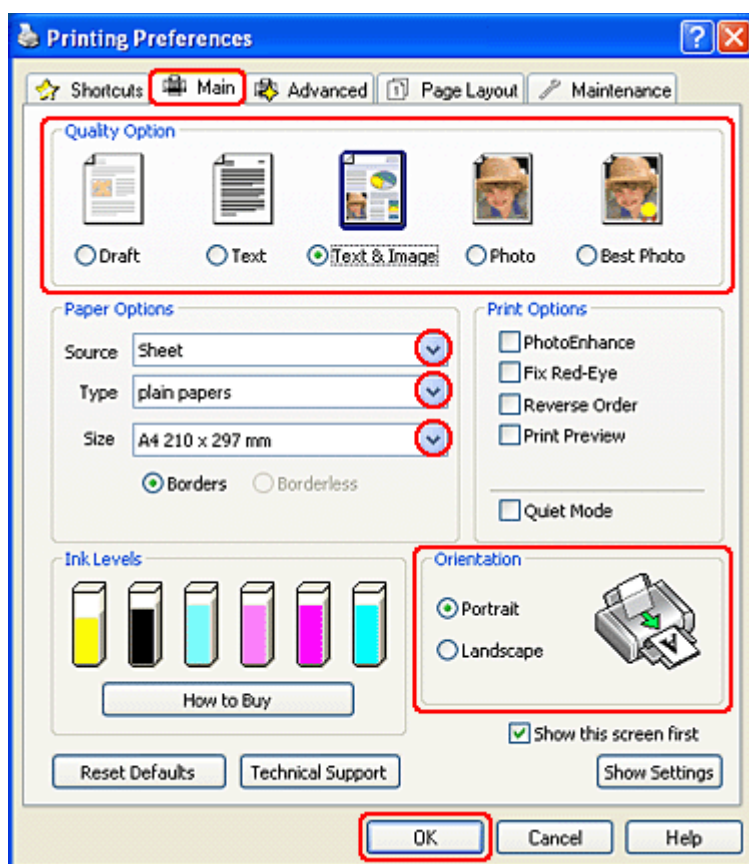 Printing Preferences
Shortcuts Main Advanced 1 Page Layout Maintenance
Quality Option
Draft Text Text & Image Photo Best Photo
Paper Options
Source Sheet
Type plain papers
Size A4 210 x 297 mm
Borders Borderless
Print Options
PhotoEnhance
Fix Red-Eye
Reverse Order
Print Preview
Quiet Mode
Ink Levels
How to Buy
Orientation
Portrait
Landscape
A
Show this screen first
Reset Defaults Technical Support Show Settings
OK Cancel Help